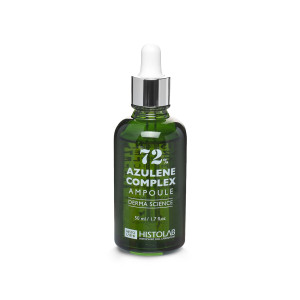 72%
AZULENE
COMPLEX
AMPOULE
DERMA SCIENCE
50 ml / 1.7 fl.oz
HISTOLAB